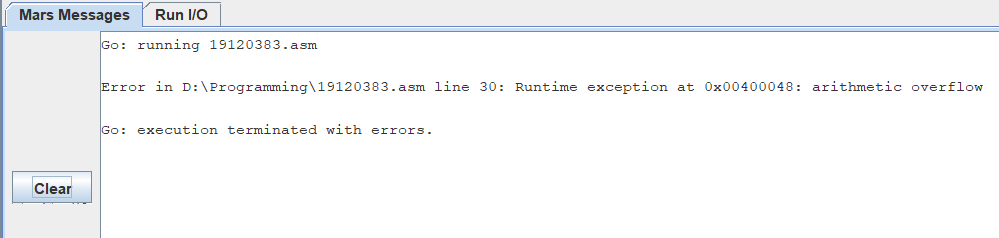 Mars Messages Run I/O
Go: running 19120383.asm
Error in D:\Programming\19120383.asm line 30: Runtime exception at 0x00400048: arithmetic overflow
Go: execution terminated with errors.
Clear